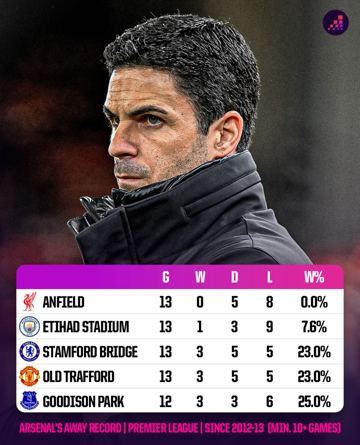 G W D L W%
ANFIELD 13 0 5 8 0.0%
ETIHAD STADIUM 13 1 3 9 7.6%
STAMFORD BRIDGE 13 3 5 5 23.0%
OLD TRAFFORD 13 3 5 5 23.0%
GOODISON PARK 12 3 3 6 25.0%
ARSENAL'S AWAY RECORD | PREMIER LEAGUE | SINCE 2012-13 (MIN. 10+ GAMES)